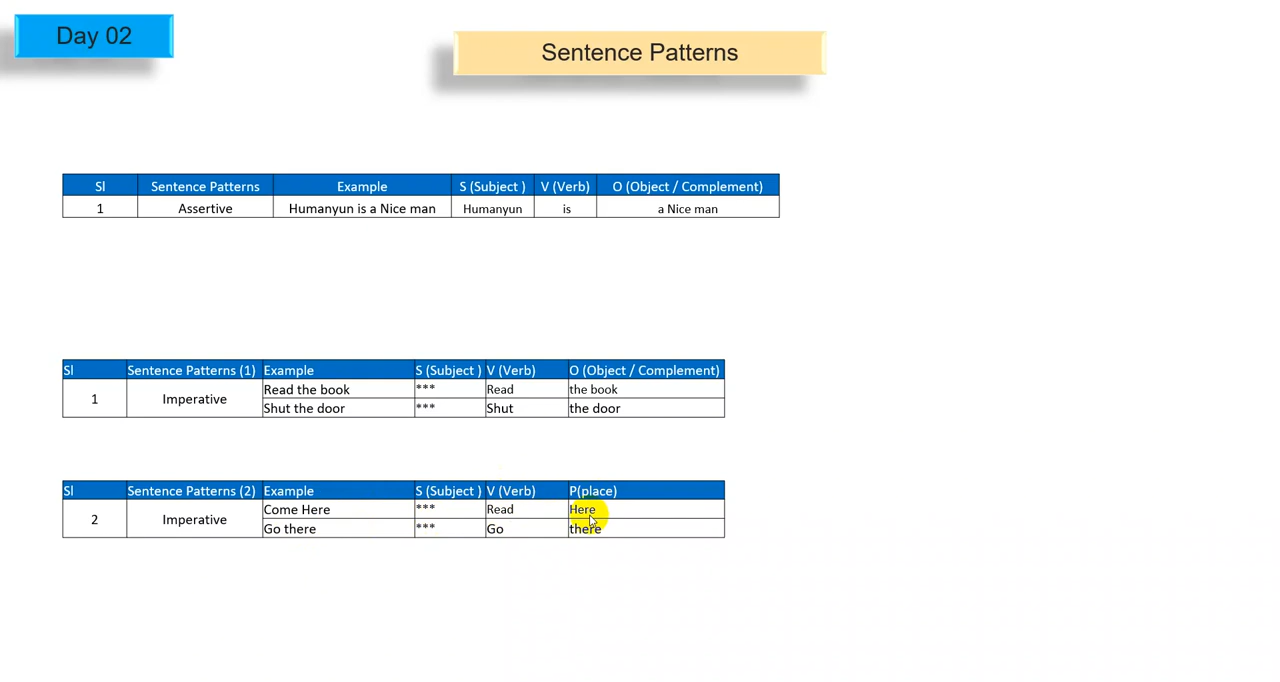 Day 02
Sentence Patterns
Sl Sentence Patterns Example S (Subject ) V (Verb) O (Object / Complement)
1 Assertive Humanyun is a Nice man Humanyun is a Nice man
Sl Sentence Patterns (1) Example S (Subject ) V (Verb) O (Object / Complement)
1 Imperative Read the book *** Read the book
Shut the door *** Shut the door
Sl Sentence Patterns (2) Example S (Subject ) V (Verb) P(place)
2 Imperative Come Here *** Read Here
Go there *** Go there